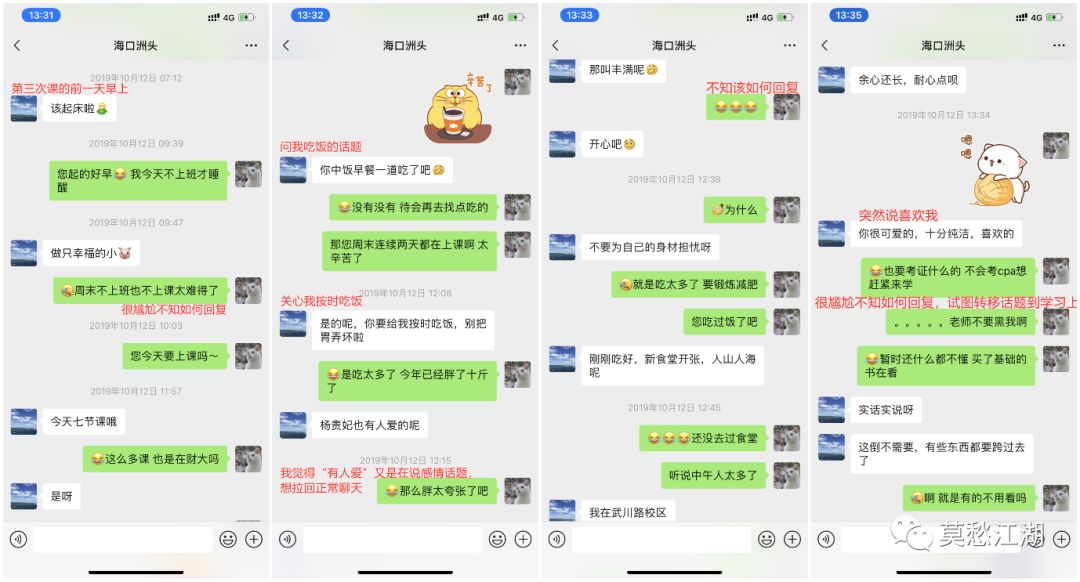 13:31
4G
海口洲头
2019年10月12日 07:12
第三次课的前一天早上
该起床啦
2019年10月12日 09:39
您起的好早😂 我今天不上班才睡
醒
2019年10月12日 09:47
做只幸福的小🐷
周末不上班也不上课太难得了
很尴尬不知如何回复
2019年10月12日 10:03
您今天要上课吗～
2019年10月12日 11:57
今天七节课哦
😂这么多课 也是在财大吗
是呀
13:32
4G
海口洲头
辛苦了
问我吃饭的话题
你中饭早餐一道吃了吧
😂没有没有 待会再去找点吃的
那您周末连续两天都在上课啊 太
辛苦了
2019年10月12日 12:08
关心我按时吃饭
是的呢，你要给我按时吃饭，别把
胃弄坏啦
😂是吃太多了 今年已经胖了十斤
了
杨贵妃也有人爱的呢
2019年10月12日 12:15
我觉得“有人爱”又是在说感情话题，
想拉回正常聊天
😂那么胖太夸张了吧
13:33
4G
海口洲头
那叫丰满呢
不知该如何回复
😂😂😂
开心吧
2019年10月12日 12:39
为什么
不要为自己的身材担忧呀
就是吃太多了 要锻炼减肥
您吃过饭了吧
刚刚吃好，新食堂开张，人山人海
呢
2019年10月12日 12:45
😂😂😂还没去过食堂
听说中午人太多了
我在武川路校区
13:35
4G
海口洲头
余心还长，耐心点呗
2019年10月12日 13:34
嗯
嗯
突然说喜欢我
你很可爱的，十分纯洁，喜欢的
😂也要考证什么的 不会考cpa想
赶紧来学
很尴尬不知如何回复，试图转移话题到学习上
。。。。。老师不要黑我啊
😂暂时还什么都不懂 买了基础的
书在看
实话实说呀
这倒不需要，有些东西都要跨过去
了
😂啊 就是有的不用看吗
莫愁江湖